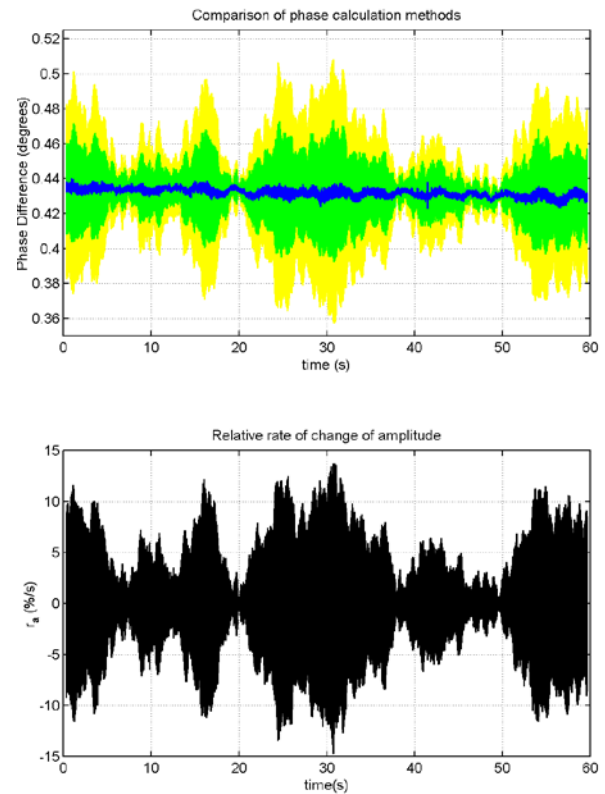 Comparison of phase calculation methods
Phase Difference (degrees)
0.52
0.5
0.48
0.46
0.44
0.42
0.4
0.38
0.36
0 10 20 30 40 50 60
time (s)
Relative rate of change of amplitude
r_a (%/s)
15
10
5
0
-5
-10
-15
0 10 20 30 40 50 60
time(s)